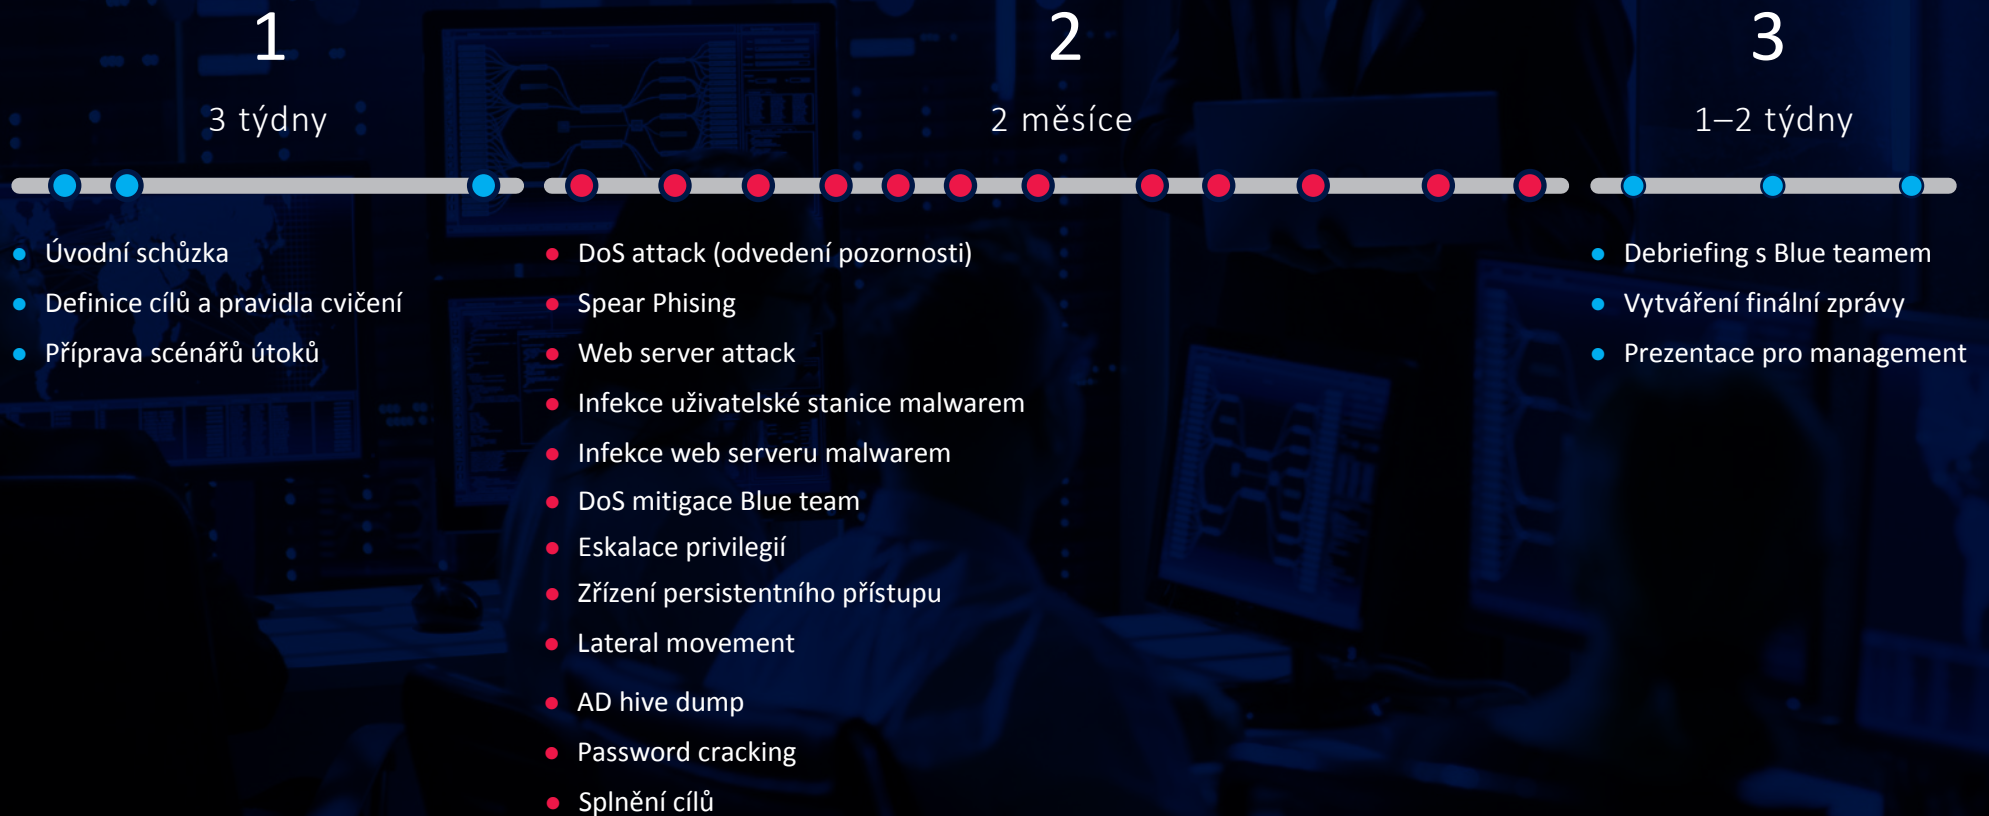 1
3 týdny
Úvodní schůzka
Definice cílů a pravidla cvičení
Příprava scénářů útoků
2
2 měsíce
DoS attack (odvedení pozornosti)
Spear Phising
Web server attack
Infekce uživatelské stanice malwarem
Infekce web serveru malwarem
DoS mitigace Blue team
Eskalace privilegií
Zřízení persistentního přístupu
Lateral movement
AD hive dump
Password cracking
Splnění cílů
3
1–2 týdny
Debriefing s Blue teamem
Vytváření finální zprávy
Prezentace pro management